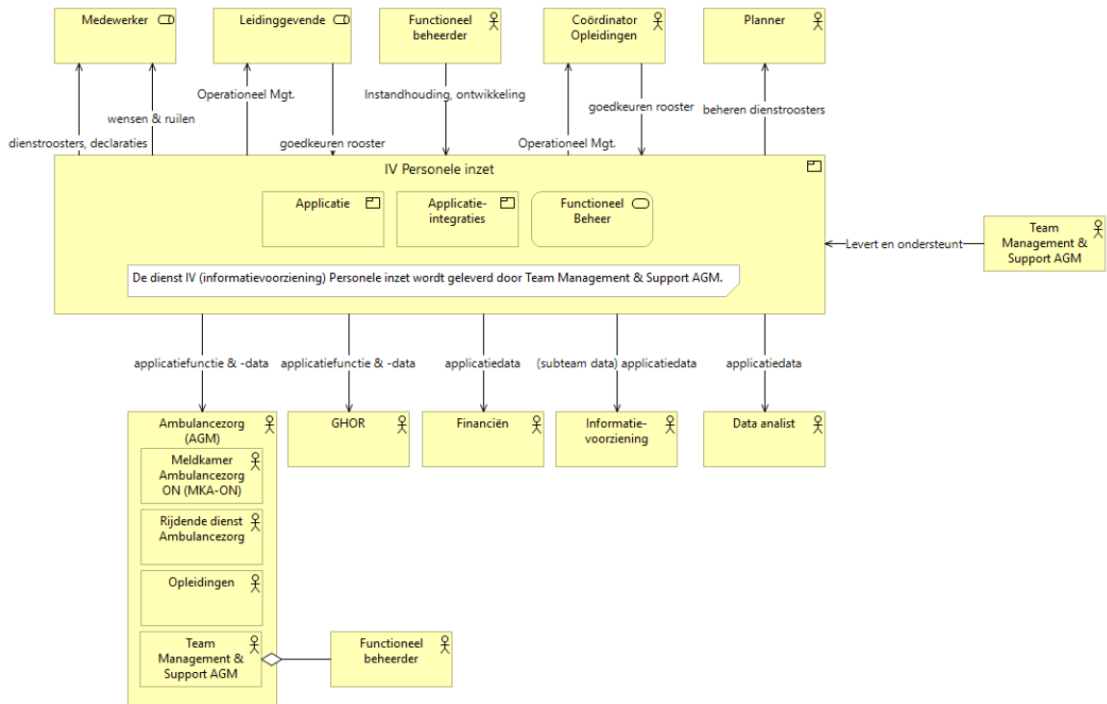 Medewerker
Leidinggevende
Functioneel
beheerder
Coördinator
Opleidingen
Planner
Operationeel Mgt.
Instandhouding, ontwikkeling
goedkeuren rooster
beheren dienstroosters
wensen & ruilen
dienstroosters, declaraties
goedkeuren rooster
Operationeel Mgt.
IV Personele inzet
Applicatie
Applicatie-
integraties
Functioneel
Beheer
De dienst IV (informatievoorziening) Personele inzet wordt geleverd door Team Management & Support AGM.
Levert en ondersteunt
Team
Management &
Support AGM
applicatiefunctie & -data
applicatiefunctie & -data
applicatiedata
(subteam data) applicatiedata
applicatiedata
Ambulancezorg
(AGM)
GHOR
Financiën
Informatie-
voorziening
Data analist
Meldkamer
Ambulancezorg
ON (MKA-ON)
Rijdende dienst
Ambulancezorg
Opleidingen
Team
Management &
Support AGM
Functioneel
beheerder